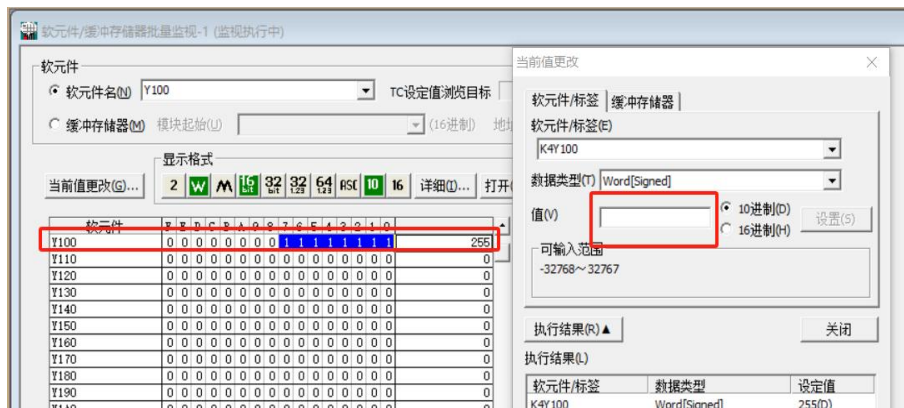 软元件/缓冲存储器批量监视-1 (监视执行中)
软元件
软元件名(N) Y100 TC设定值浏览目标
缓冲存储器(M) 模块起始(U) (16进制) 地址
显示格式
当前值更改(G)... 2 W M 16 bit 32 bit 32 1.23 64 1.23 ASC 10 16 详细(I)... 打开
软元件 F E D C B A 9 8 7 6 5 4 3 2 1 0
Y100 0 0 0 0 0 0 0 0 1 1 1 1 1 1 1 1 255
Y110 0 0 0 0 0 0 0 0 0 0 0 0 0 0 0 0 0
Y120 0 0 0 0 0 0 0 0 0 0 0 0 0 0 0 0 0
Y130 0 0 0 0 0 0 0 0 0 0 0 0 0 0 0 0 0
Y140 0 0 0 0 0 0 0 0 0 0 0 0 0 0 0 0 0
Y150 0 0 0 0 0 0 0 0 0 0 0 0 0 0 0 0 0
Y160 0 0 0 0 0 0 0 0 0 0 0 0 0 0 0 0 0
Y170 0 0 0 0 0 0 0 0 0 0 0 0 0 0 0 0 0
Y180 0 0 0 0 0 0 0 0 0 0 0 0 0 0 0 0 0
Y190 0 0 0 0 0 0 0 0 0 0 0 0 0 0 0 0 0
当前值更改
软元件/标签 缓冲存储器
软元件/标签(E)
K4Y100
数据类型(T) Word[Signed]
值(V) 10进制(D) 设置(S)
16进制(H)
可输入范围
-32768～32767
执行结果(R)▲ 关闭
执行结果(L)
软元件/标签 数据类型 设定值
K4Y100 Word[Signed] 255(D)